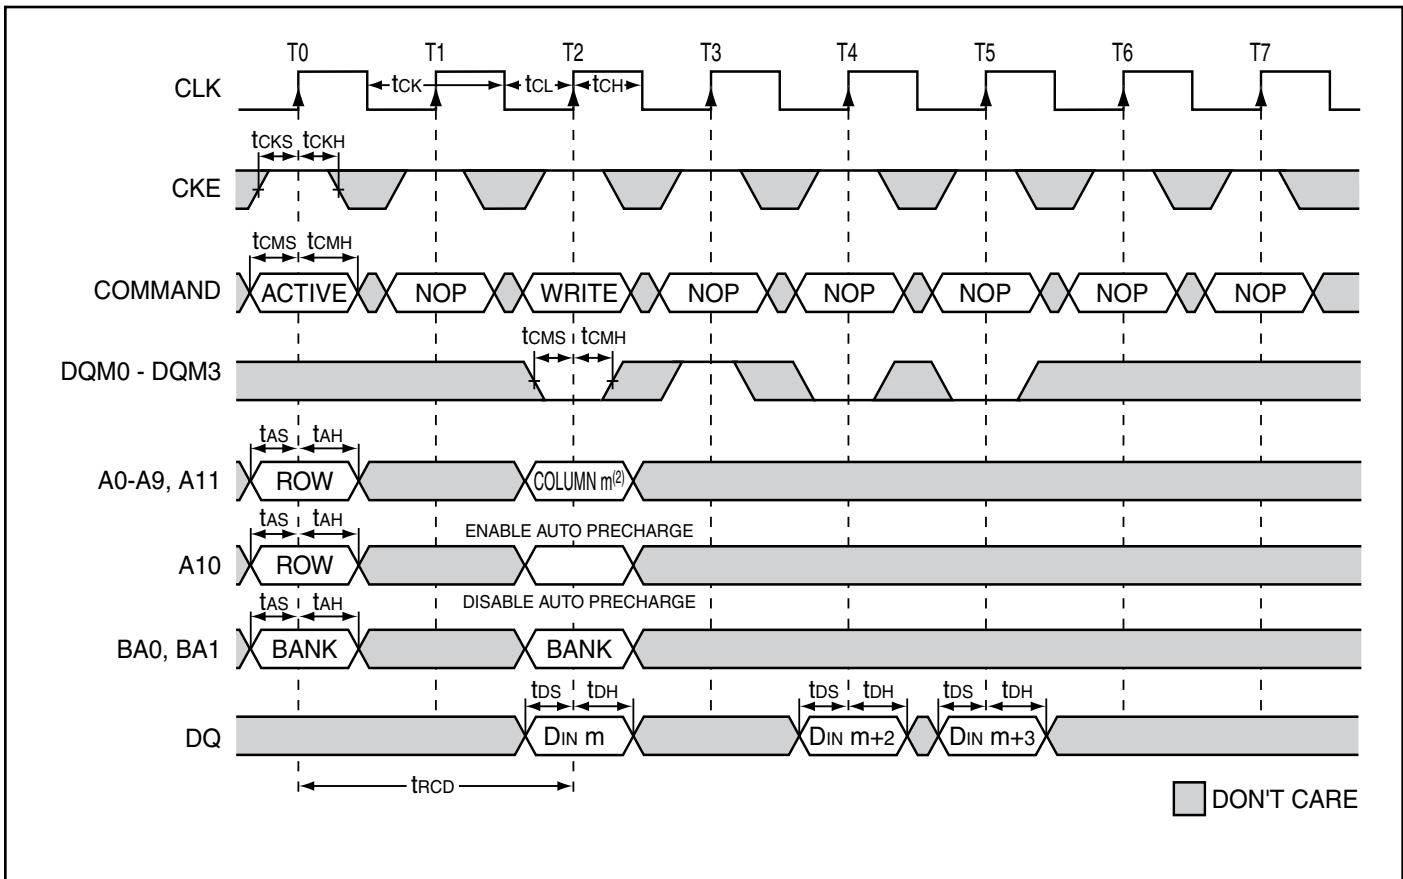 T0 T1 T2 T3 T4 T5 T6 T7
CLK tCK tCL tCH
tCKS tCKH
CKE
tCMS tCMH
COMMAND ACTIVE NOP WRITE NOP NOP NOP NOP NOP
tCMS tCMH
DQM0 - DQM3
tAS tAH
A0-A9, A11 ROW COLUMN m(2)
tAS tAH ENABLE AUTO PRECHARGE
A10 ROW
tAS tAH DISABLE AUTO PRECHARGE
BA0, BA1 BANK BANK
tDS tDH tDS tDH tDS tDH
DQ DIN m DIN m+2 DIN m+3
tRCD
DON'T CARE